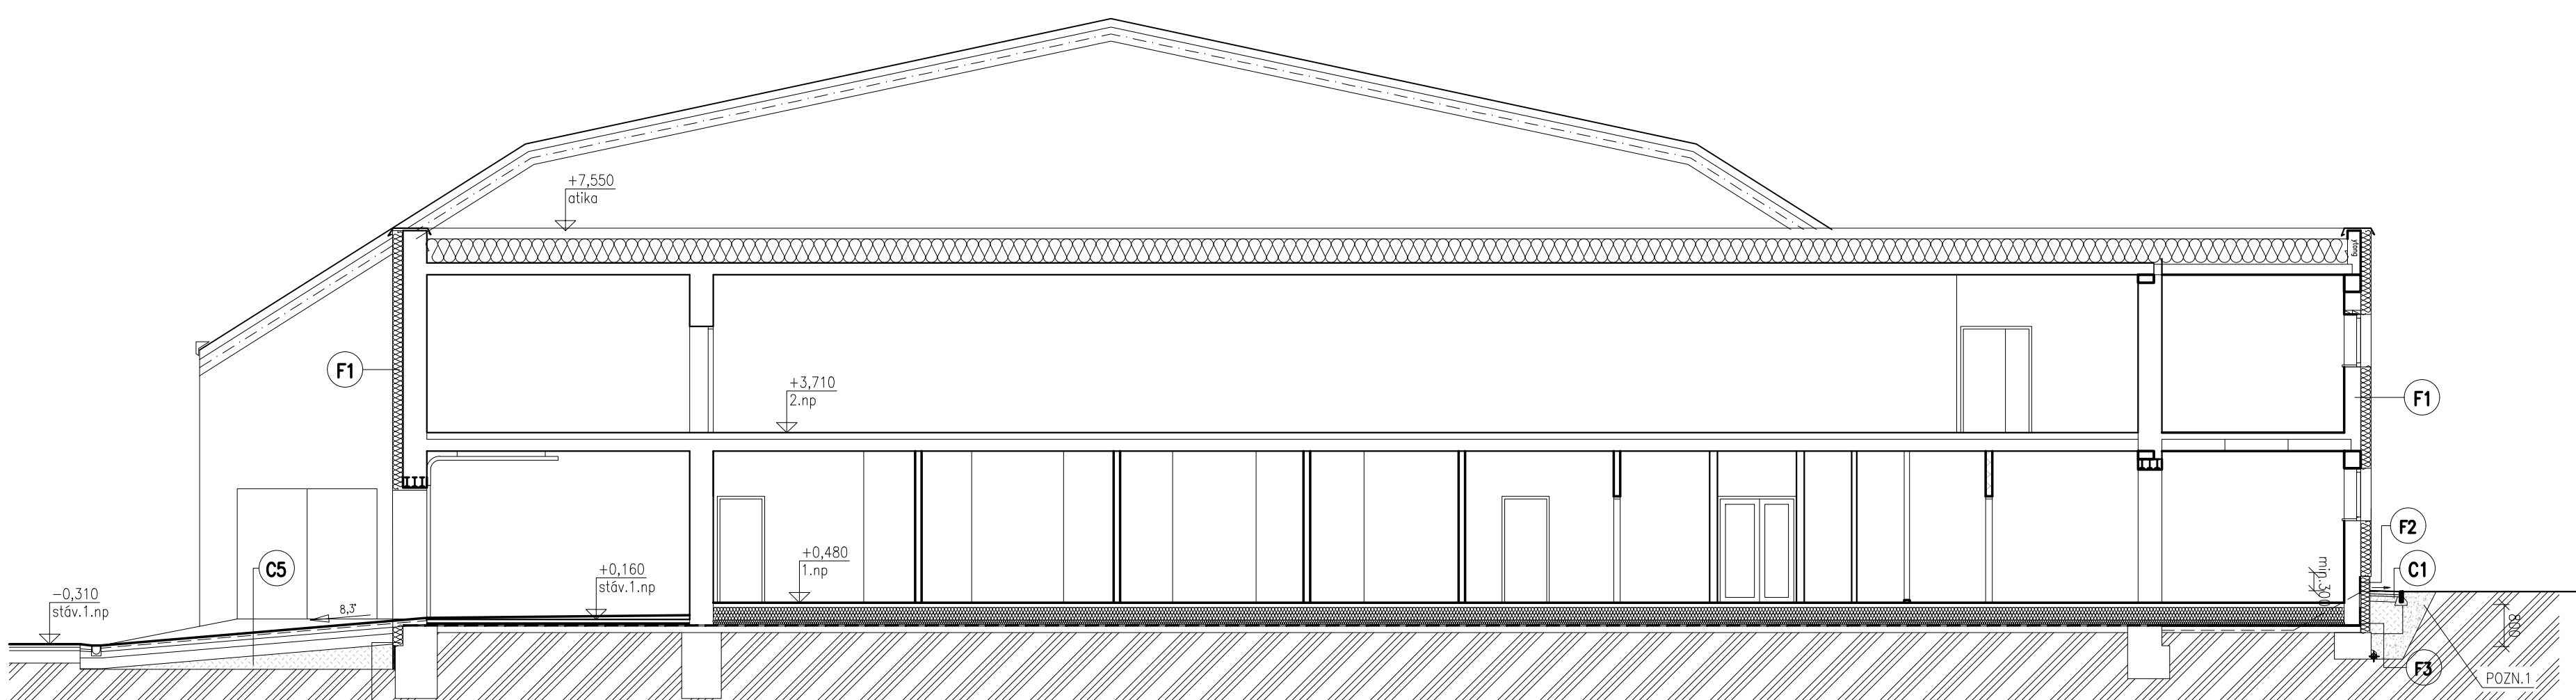 +7,550
atika
ytong
F1
+3,710
2.np
F1
+0,480
1.np
F2
C5
+0,160
stáv.1.np
min.300
C1
-0,310
stáv.1.np
8,3°
800
F3
POZN.1